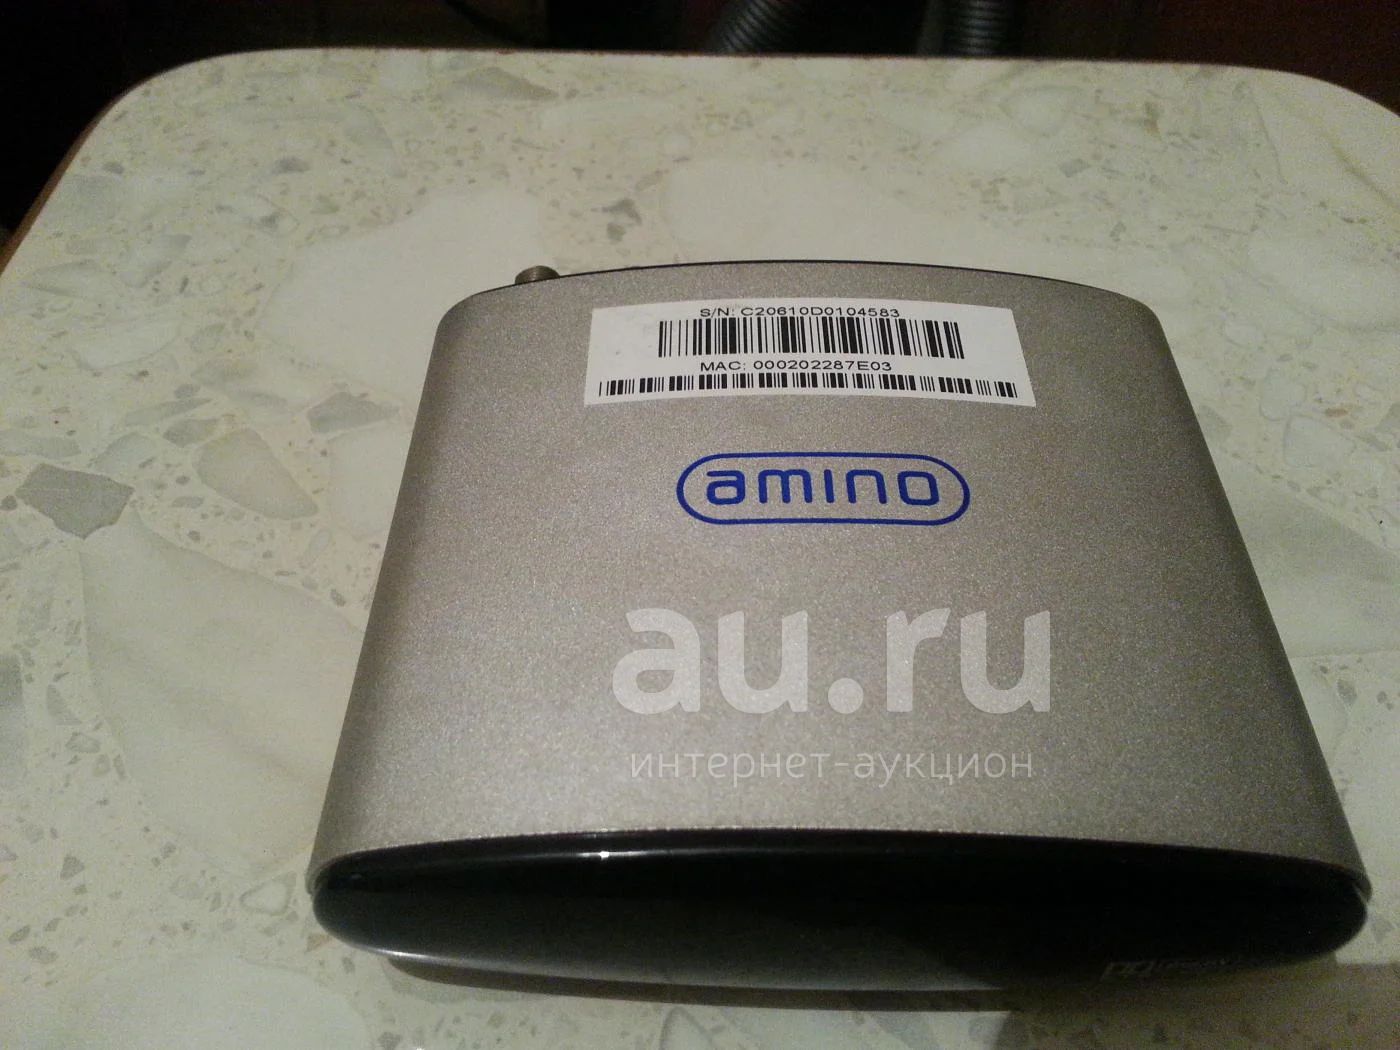 S/N: C20610D0104583
MAC: 000202287E03
amino
au.ru
интернет-аукцион